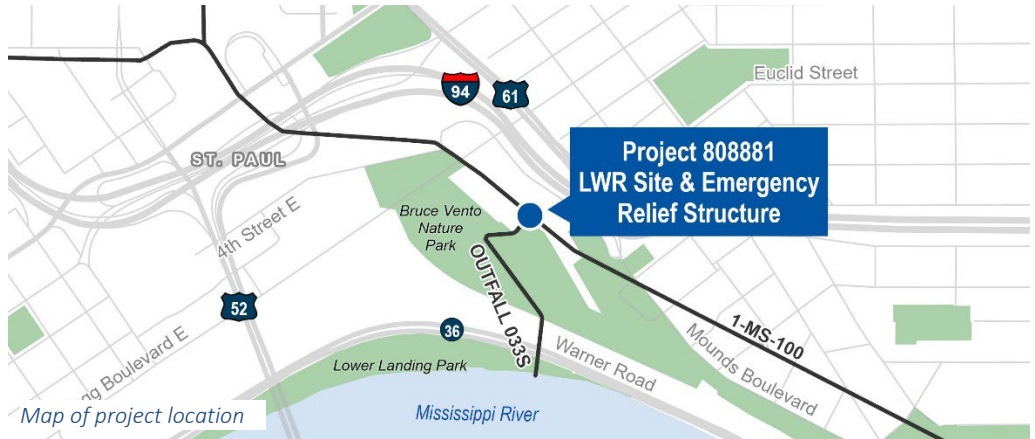 Euclid Street
94
61
Project 808881
LWR Site & Emergency
Relief Structure
ST. PAUL
Bruce Vento
Nature
Park
4th Street E
OUTFALL 033S
52
36
1-MS-100
Warner Road
Mounds Boulevard
Lower Landing Park
Boulevard E
Mississippi River
Map of project location